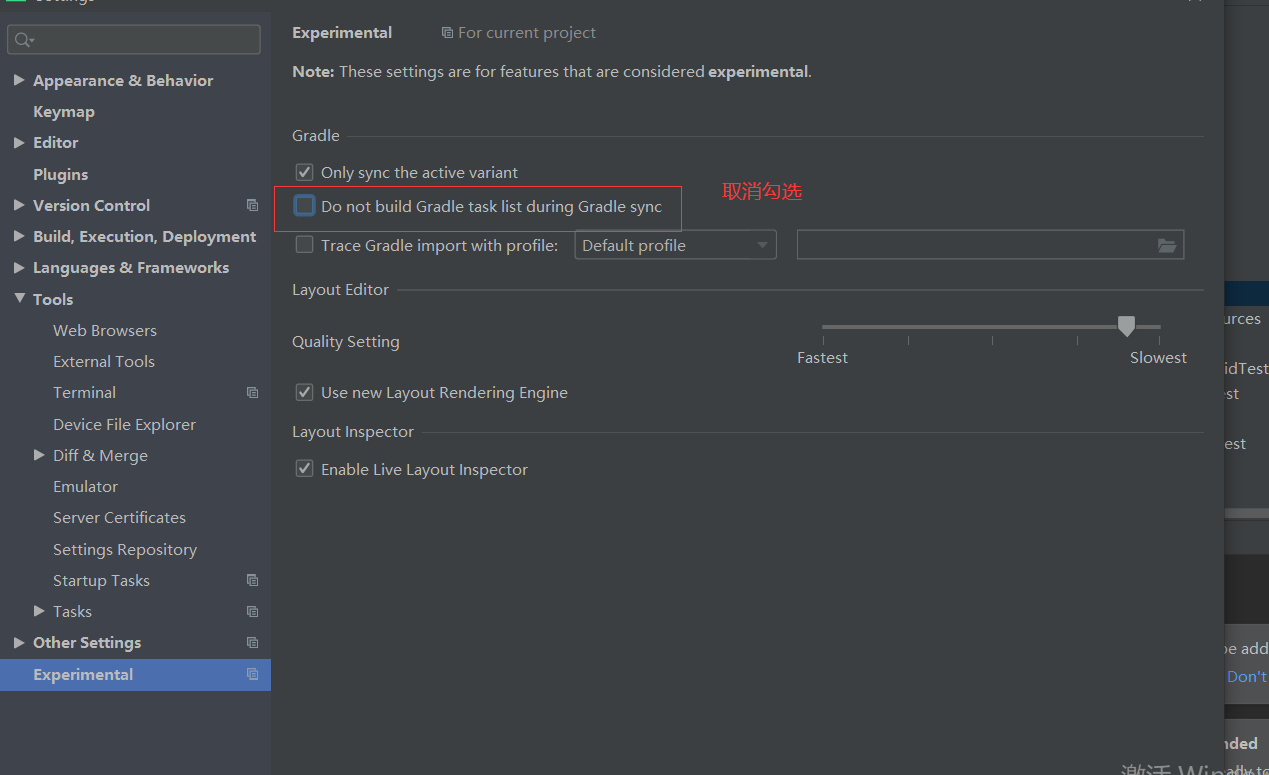 Experimental For current project
Note: These settings are for features that are considered experimental.
Appearance & Behavior
Keymap
Editor
Plugins
Version Control
Build, Execution, Deployment
Languages & Frameworks
Tools
Web Browsers
External Tools
Terminal
Device File Explorer
Diff & Merge
Emulator
Server Certificates
Settings Repository
Startup Tasks
Tasks
Other Settings
Experimental
Gradle
Only sync the active variant
Do not build Gradle task list during Gradle sync
取消勾选
Trace Gradle import with profile: Default profile
Layout Editor
Quality Setting
Fastest Slowest
Use new Layout Rendering Engine
Layout Inspector
Enable Live Layout Inspector
urces
idTest
st
est
add
Don't
nded
激活 Win